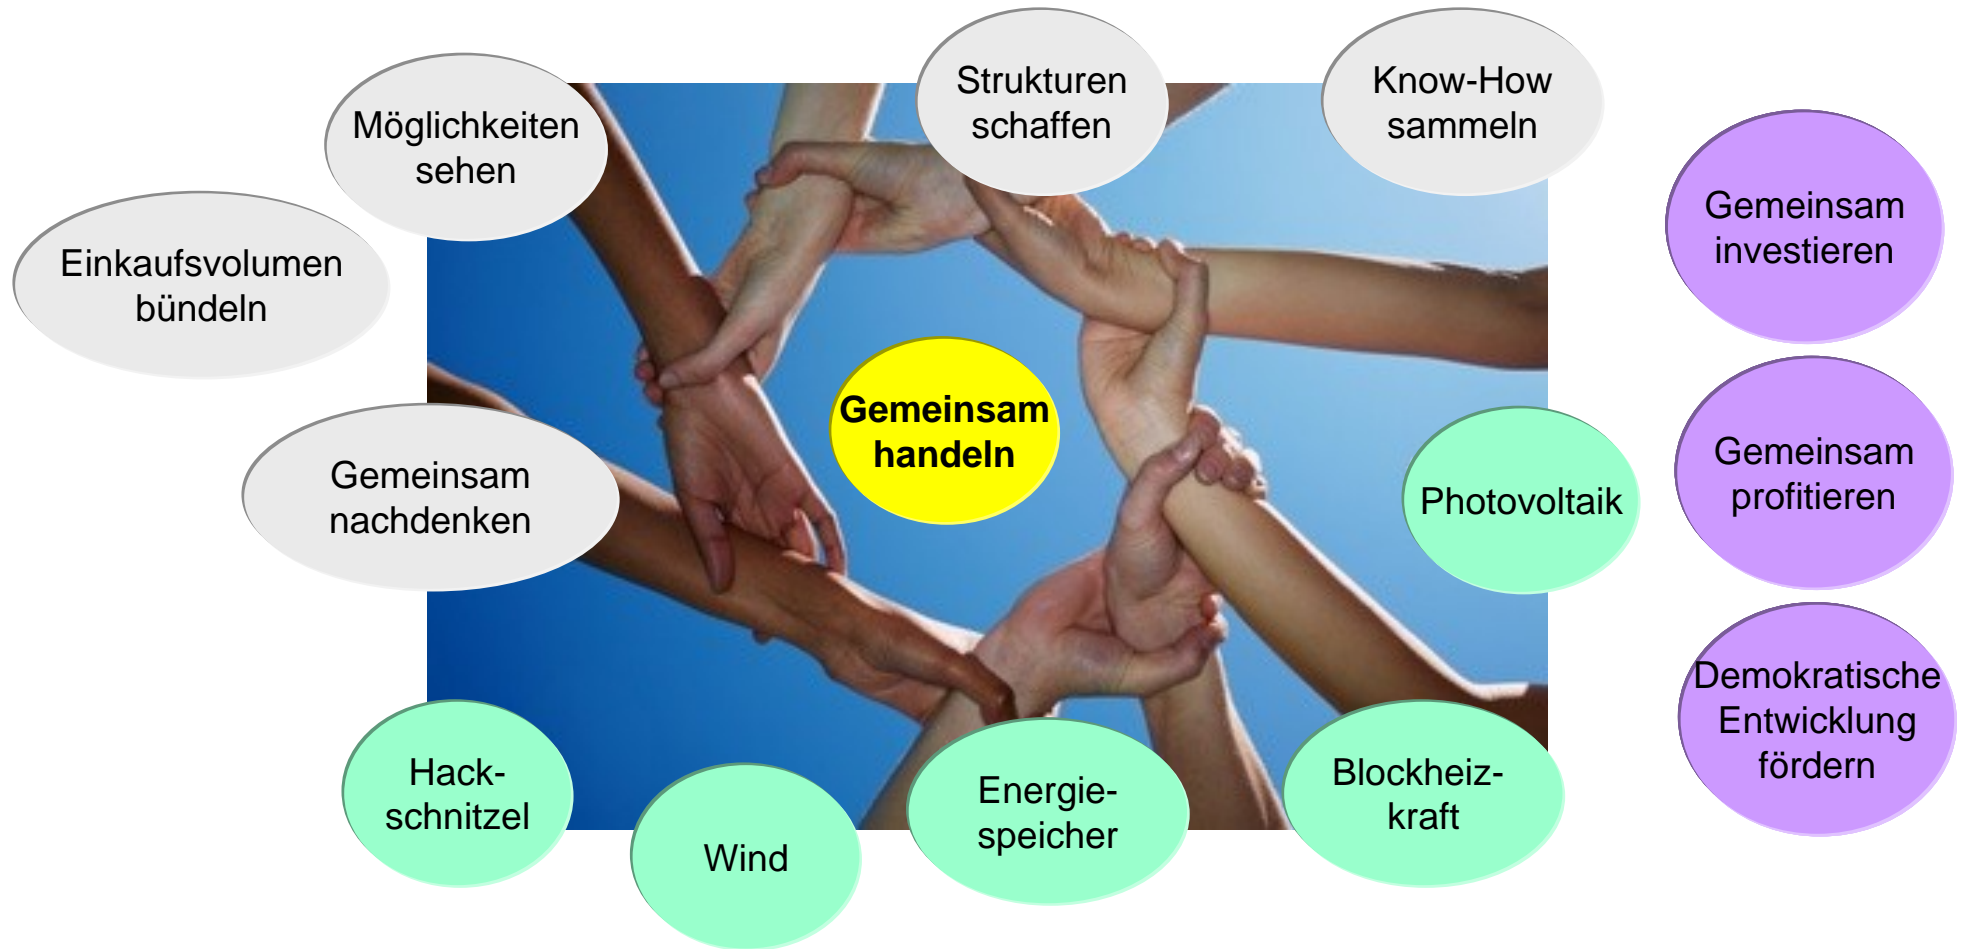 Strukturen
schaffen
Know-How
sammeln
Möglichkeiten
sehen
Gemeinsam
investieren
Einkaufsvolumen
bündeln
Gemeinsam
handeln
Gemeinsam
profitieren
Gemeinsam
nachdenken
Photovoltaik
Demokratische
Entwicklung
fördern
Hack-
schnitzel
Wind
Energie-
speicher
Blockheiz-
kraft